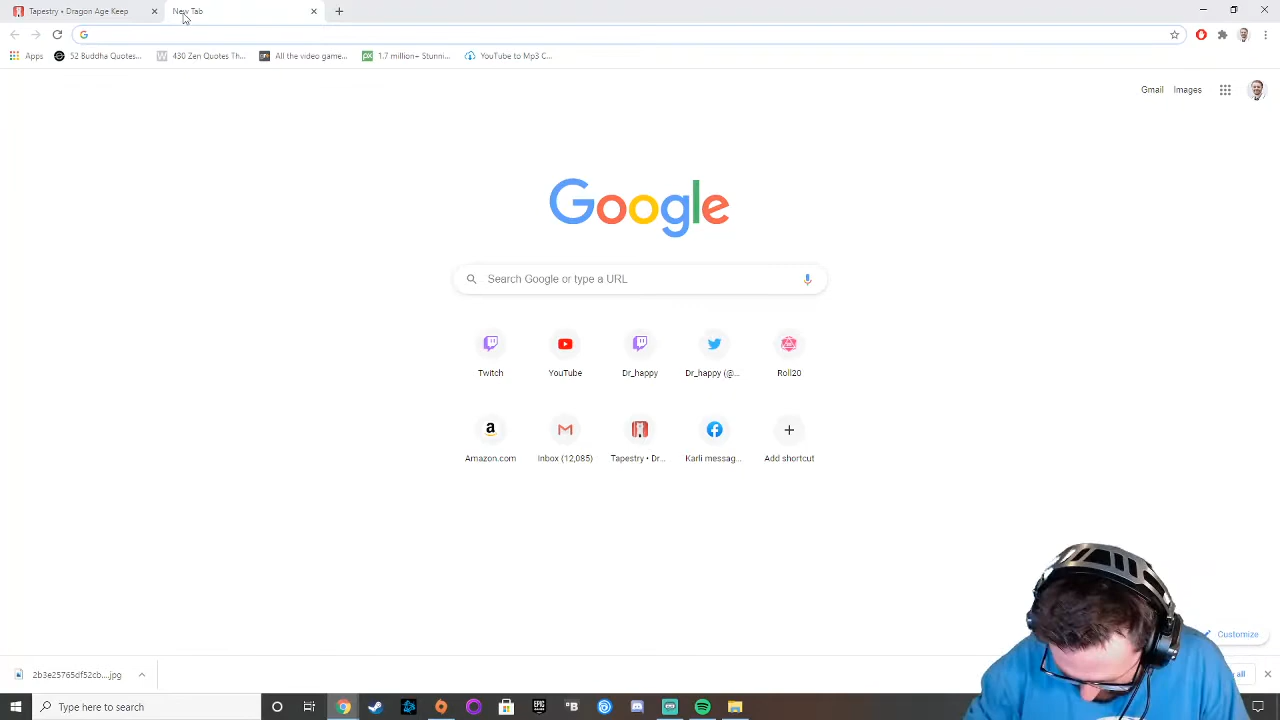 Tapestry • Dragon Age Keep
New Tab
Apps
52 Buddha Quotes...
430 Zen Quotes Th...
All the video game...
1.7 million+ Stunni...
YouTube to Mp3 C...
Gmail Images
Google
Search Google or type a URL
Twitch YouTube Dr_happy Dr_happy (@... Roll20
Amazon.com Inbox (12,085) Tapestry • Dr... Karli messag... Add shortcut
Customize
2b3e25765df52cb....jpg
all
Type here to search